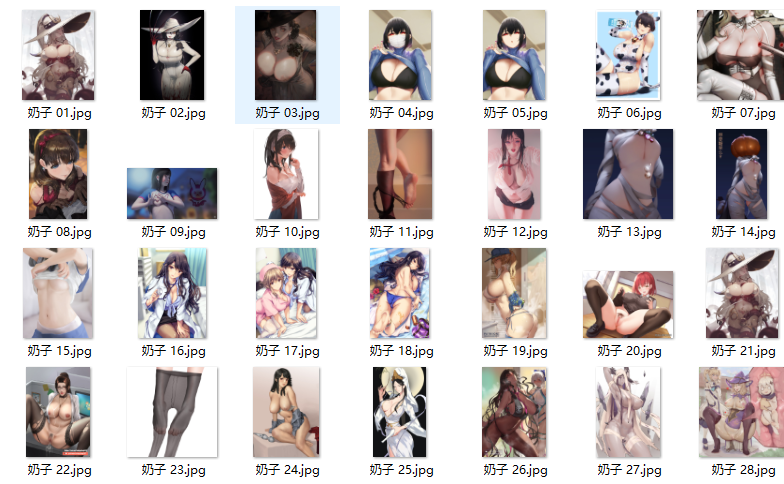 奶子 01.jpg
奶子 02.jpg
奶子 03.jpg
奶子 04.jpg
奶子 05.jpg
奶子 06.jpg
奶子 07.jpg
奶子 08.jpg
奶子 09.jpg
奶子 10.jpg
奶子 11.jpg
奶子 12.jpg
奶子 13.jpg
奶子 14.jpg
奶子 15.jpg
奶子 16.jpg
奶子 17.jpg
奶子 18.jpg
奶子 19.jpg
奶子 20.jpg
奶子 21.jpg
奶子 22.jpg
奶子 23.jpg
奶子 24.jpg
奶子 25.jpg
奶子 26.jpg
奶子 27.jpg
奶子 28.jpg